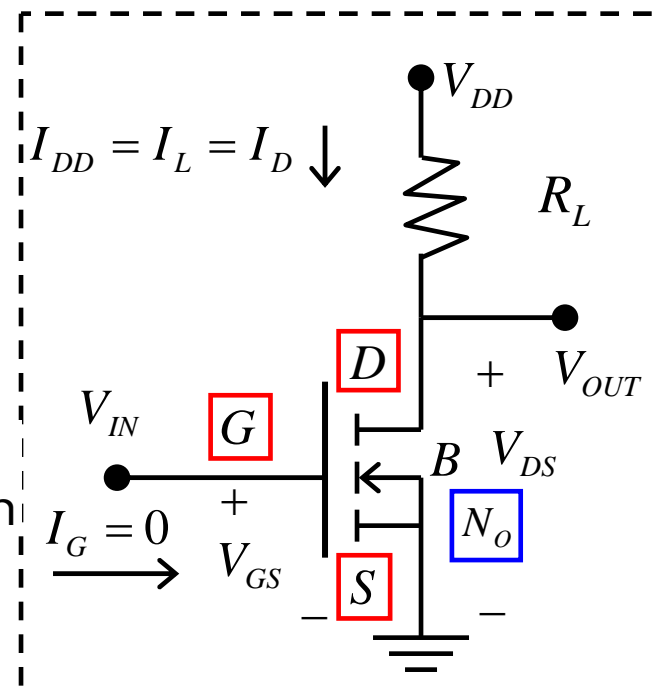 V_DD
I_DD = I_L = I_D
R_L
D
+
V_OUT
V_IN
G
B
V_DS
+
n
I_G = 0
N_O
V_GS
S
−
−